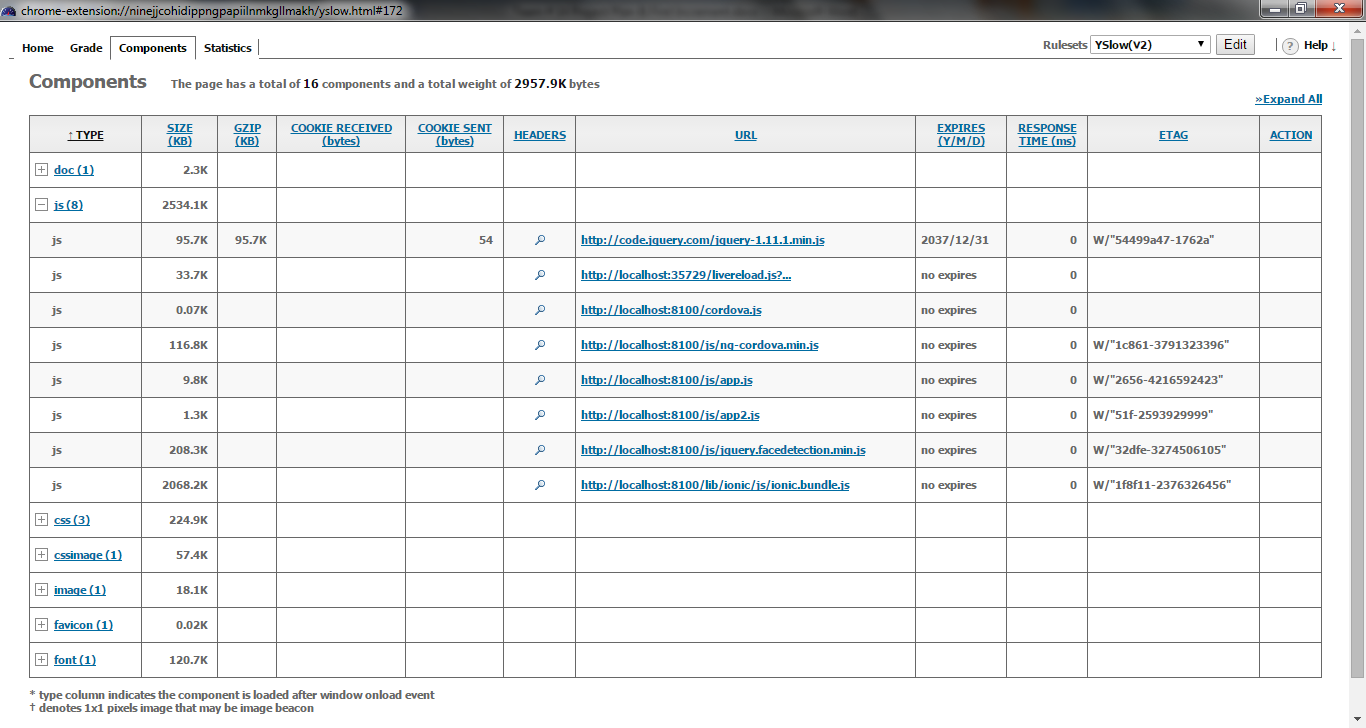 chrome-extension://ninejjcohidippngpapiilnmkgllmakh/yslow.html#172
Home Grade Components Statistics Rulesets YSlow(V2) Edit ? Help ↓
Components The page has a total of 16 components and a total weight of 2957.9K bytes
»Expand All
↑ TYPE SIZE (KB) GZIP (KB) COOKIE RECEIVED (bytes) COOKIE SENT (bytes) HEADERS URL EXPIRES (Y/M/D) RESPONSE TIME (ms) ETAG ACTION
doc (1) 2.3K
js (8) 2534.1K
js 95.7K 95.7K 54 http://code.jquery.com/jquery-1.11.1.min.js 2037/12/31 0 W/"54499a47-1762a"
js 33.7K http://localhost:35729/livereload.js?... no expires 0
js 0.07K http://localhost:8100/cordova.js no expires 0
js 116.8K http://localhost:8100/js/ng-cordova.min.js no expires 0 W/"1c861-3791323396"
js 9.8K http://localhost:8100/js/app.js no expires 0 W/"2656-4216592423"
js 1.3K http://localhost:8100/js/app2.js no expires 0 W/"51f-2593929999"
js 208.3K http://localhost:8100/js/jquery.facedetection.min.js no expires 0 W/"32dfe-3274506105"
js 2068.2K http://localhost:8100/lib/ionic/js/ionic.bundle.js no expires 0 W/"1f8f11-2376326456"
css (3) 224.9K
cssimage (1) 57.4K
image (1) 18.1K
favicon (1) 0.02K
font (1) 120.7K
* type column indicates the component is loaded after window onload event
† denotes 1x1 pixels image that may be image beacon